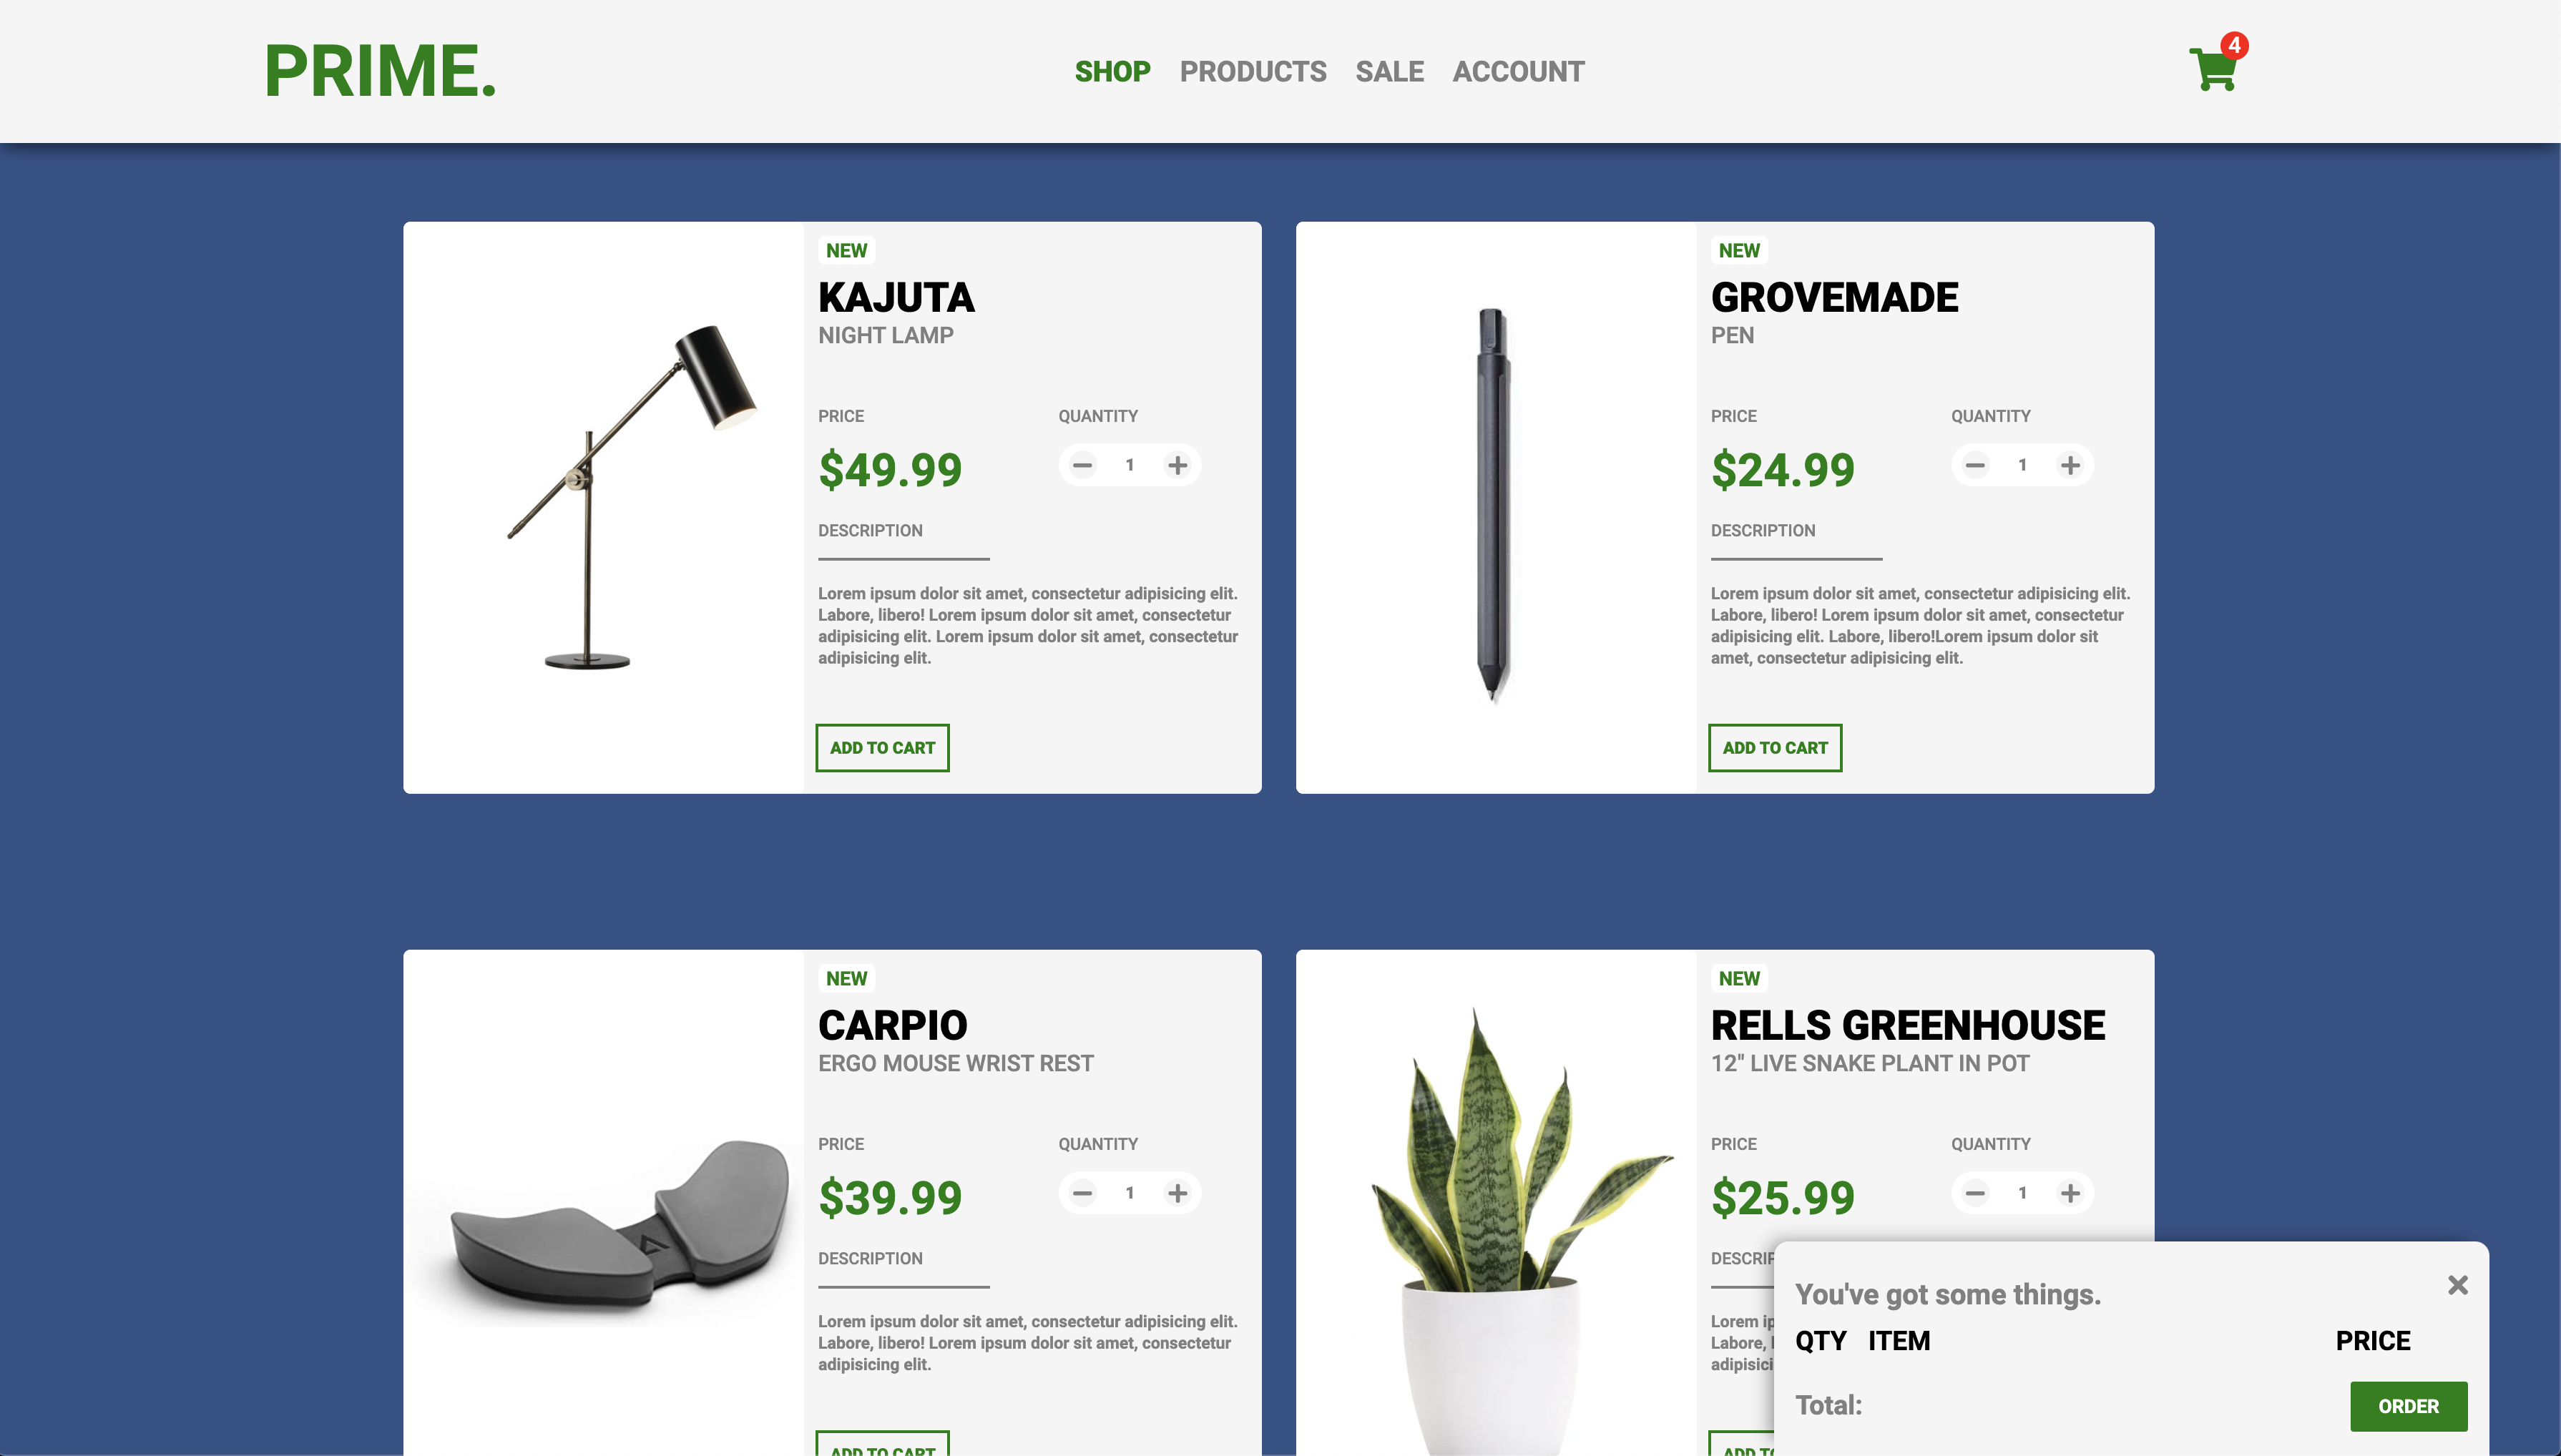 PRIME.
SHOP PRODUCTS SALE ACCOUNT
4
NEW
KAJUTA
NIGHT LAMP
PRICE QUANTITY
$49.99 1
DESCRIPTION
Lorem ipsum dolor sit amet, consectetur adipisicing elit.
Labore, libero! Lorem ipsum dolor sit amet, consectetur
adipisicing elit. Lorem ipsum dolor sit amet, consectetur
adipisicing elit.
ADD TO CART
NEW
GROVEMADE
PEN
PRICE QUANTITY
$24.99 1
DESCRIPTION
Lorem ipsum dolor sit amet, consectetur adipisicing elit.
Labore, libero! Lorem ipsum dolor sit amet, consectetur
adipisicing elit. Labore, libero!Lorem ipsum dolor sit
amet, consectetur adipisicing elit.
ADD TO CART
NEW
CARPIO
ERGO MOUSE WRIST REST
PRICE QUANTITY
$39.99 1
DESCRIPTION
Lorem ipsum dolor sit amet, consectetur adipisicing elit.
Labore, libero! Lorem ipsum dolor sit amet, consectetur
adipisicing elit.
ADD TO CART
NEW
RELLS GREENHOUSE
12" LIVE SNAKE PLANT IN POT
PRICE QUANTITY
$25.99 1
DESCRIP
Lorem ip
Labore, l
adipisici
ADD T
You've got some things.
QTY ITEM PRICE
Total:
ORDER